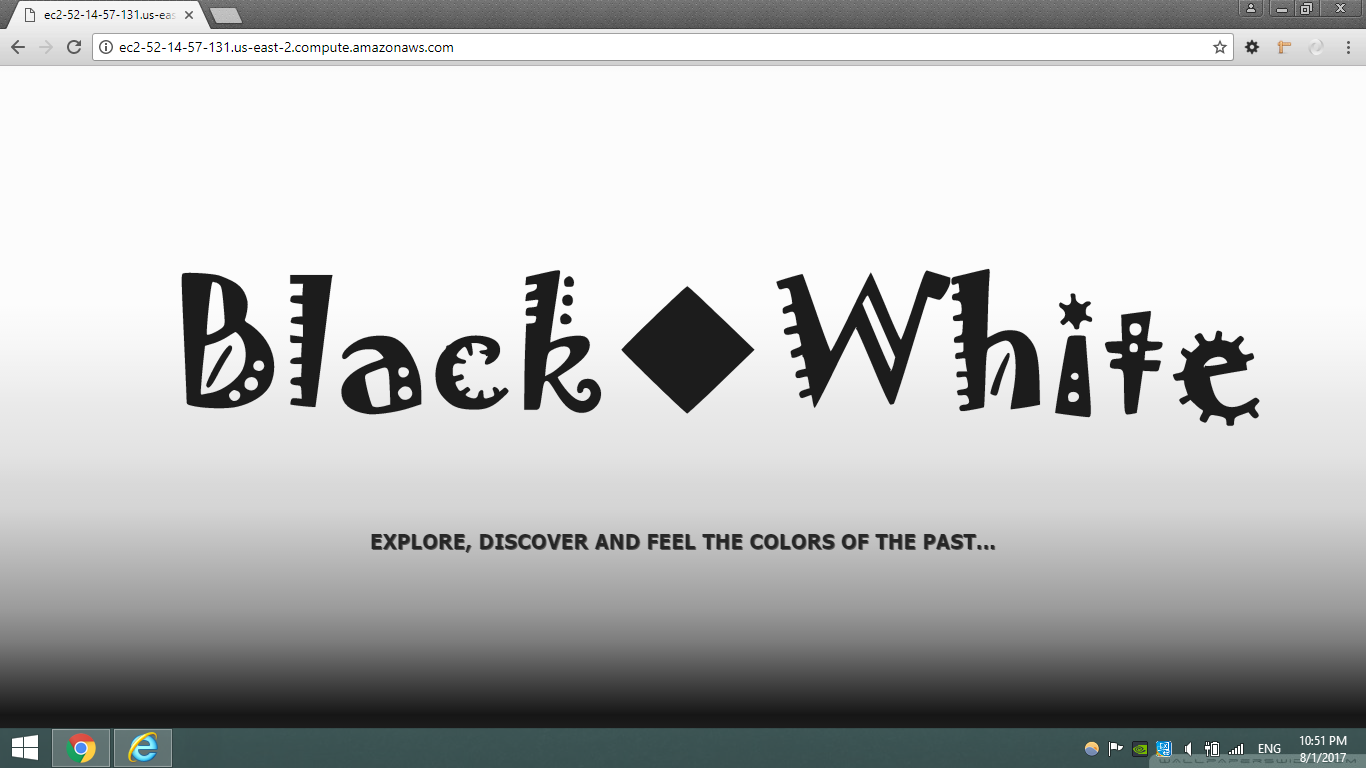 ec2-52-14-57-131.us-eas
ec2-52-14-57-131.us-east-2.compute.amazonaws.com
Black White
EXPLORE, DISCOVER AND FEEL THE COLORS OF THE PAST...
ENG
10:51 PM
8/1/2017